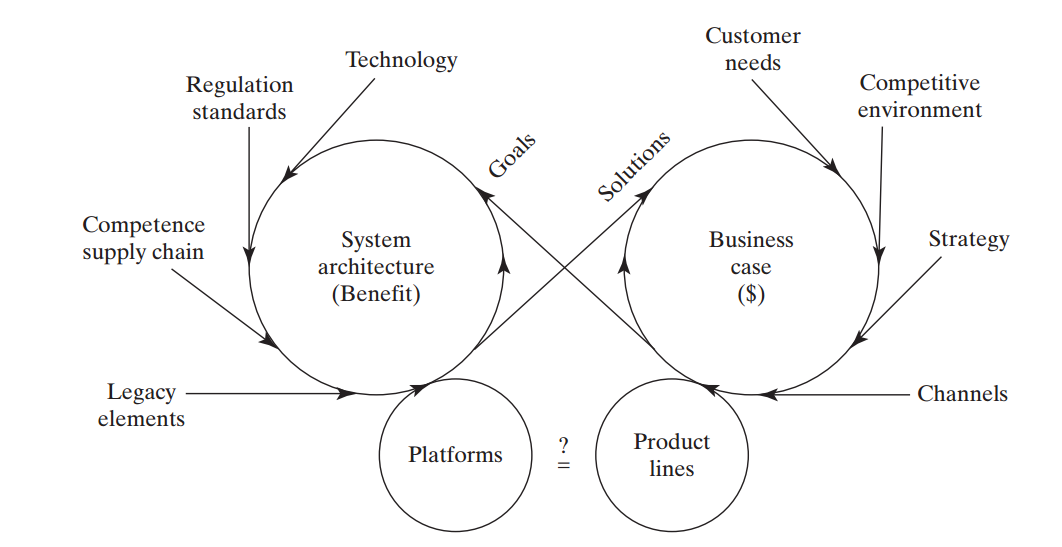 Customer
needs
Technology
Regulation
standards
Competitive
environment
Goals
Solutions
Competence
supply chain
System
architecture
(Benefit)
Business
case
($)
Strategy
Legacy
elements
Channels
Platforms
?
=
Product
lines